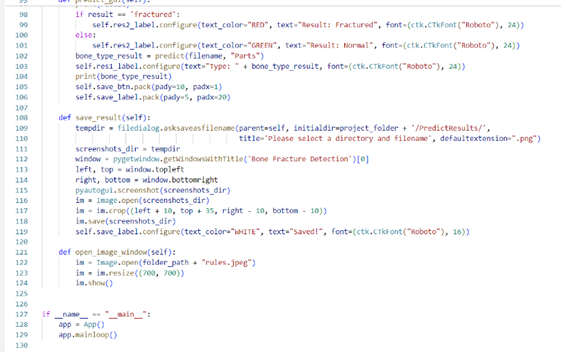 95 def predict_gui(self):
98 if result == 'fractured':
99 self.res2_label.configure(text_color="RED", text="Result: Fractured", font=(ctk.CTkFont("Roboto"), 24))
100 else:
101 self.res2_label.configure(text_color="GREEN", text="Result: Normal", font=(ctk.CTkFont("Roboto"), 24))
102 bone_type_result = predict(filename, "Parts")
103 self.res1_label.configure(text="Type: " + bone_type_result, font=(ctk.CTkFont("Roboto"), 24))
104 print(bone_type_result)
105 self.save_btn.pack(pady=10, padx=1)
106 self.save_label.pack(pady=5, padx=20)
107
108 def save_result(self):
109 tempdir = filedialog.asksaveasfilename(parent=self, initialdir=project_folder + '/PredictResults/',
110 title='Please select a directory and filename', defaultextension=".png")
111 screenshots_dir = tempdir
112 window = pygetwindow.getWindowsWithTitle('Bone Fracture Detection')[0]
113 left, top = window.topleft
114 right, bottom = window.bottomright
115 pyautogui.screenshot(screenshots_dir)
116 im = Image.open(screenshots_dir)
117 im = im.crop((left + 10, top + 35, right - 10, bottom - 10))
118 im.save(screenshots_dir)
119 self.save_label.configure(text_color="WHITE", text="Saved!", font=(ctk.CTkFont("Roboto"), 16))
120
121 def open_image_window(self):
122 im = Image.open(folder_path + "rules.jpeg")
123 im = im.resize((700, 700))
124 im.show()
125
126
127 if __name__ == "__main__":
128 app = App()
129 app.mainloop()
130